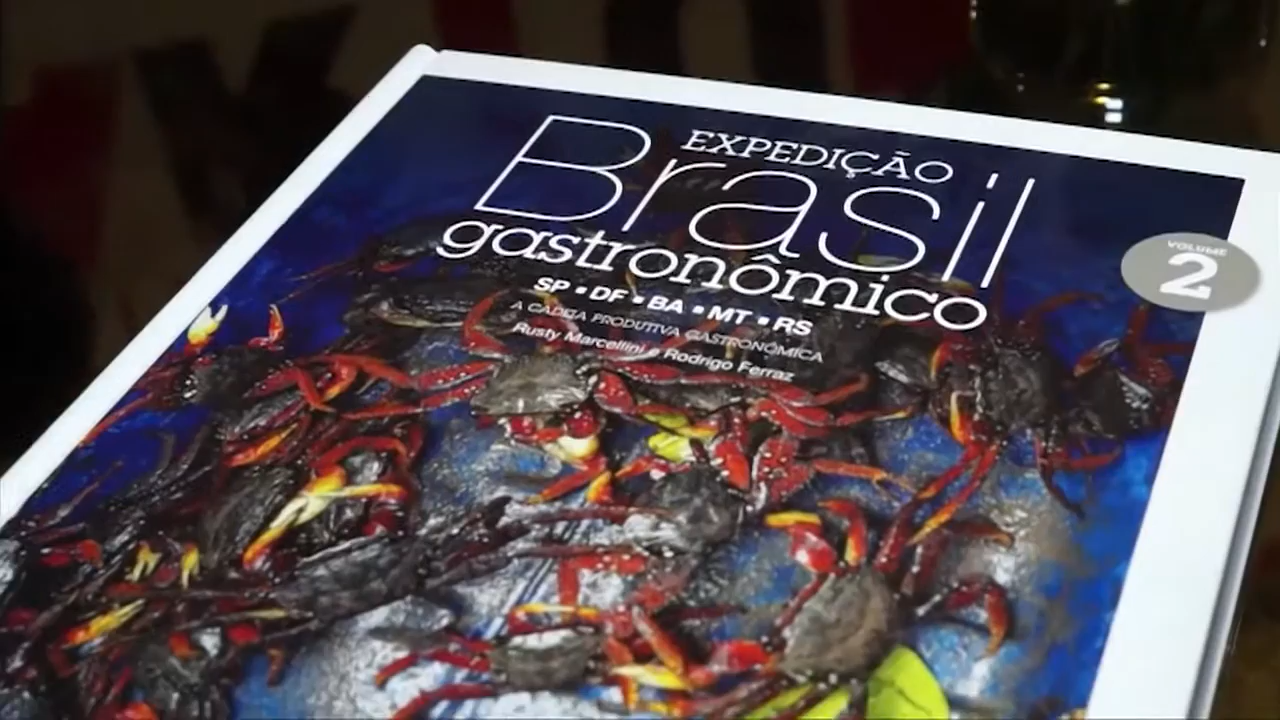 EXPEDIÇÃO
Brasil
gastronômico
SP • DF • BA • MT • RS
A CADEIA PRODUTIVA GASTRONÔMICA
Rusty Marcellini e Rodrigo Ferraz
VOLUME
2